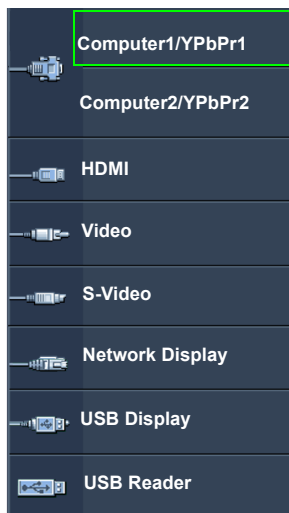 Computer1/YPbPr1
Computer2/YPbPr2
HDMI
Video
S-Video
Network Display
USB Display
USB Reader